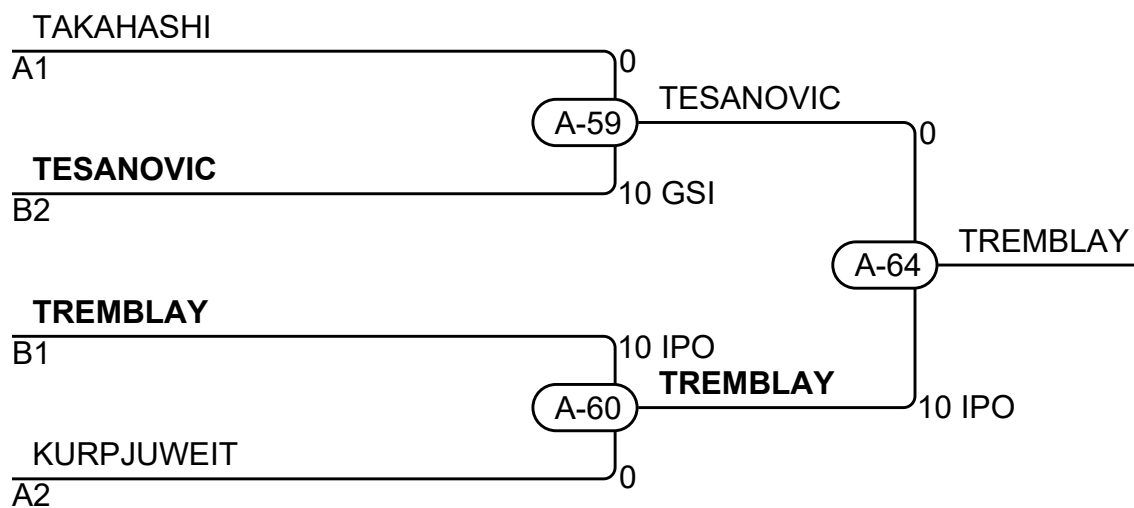 TAKAHASHI
A1
0
A-59
TESANOVIC
0
TESANOVIC
B2
10 GSI
A-64
TREMBLAY
TREMBLAY
B1
10 IPO
TREMBLAY
A-60
10 IPO
KURPJUWEIT
A2
0